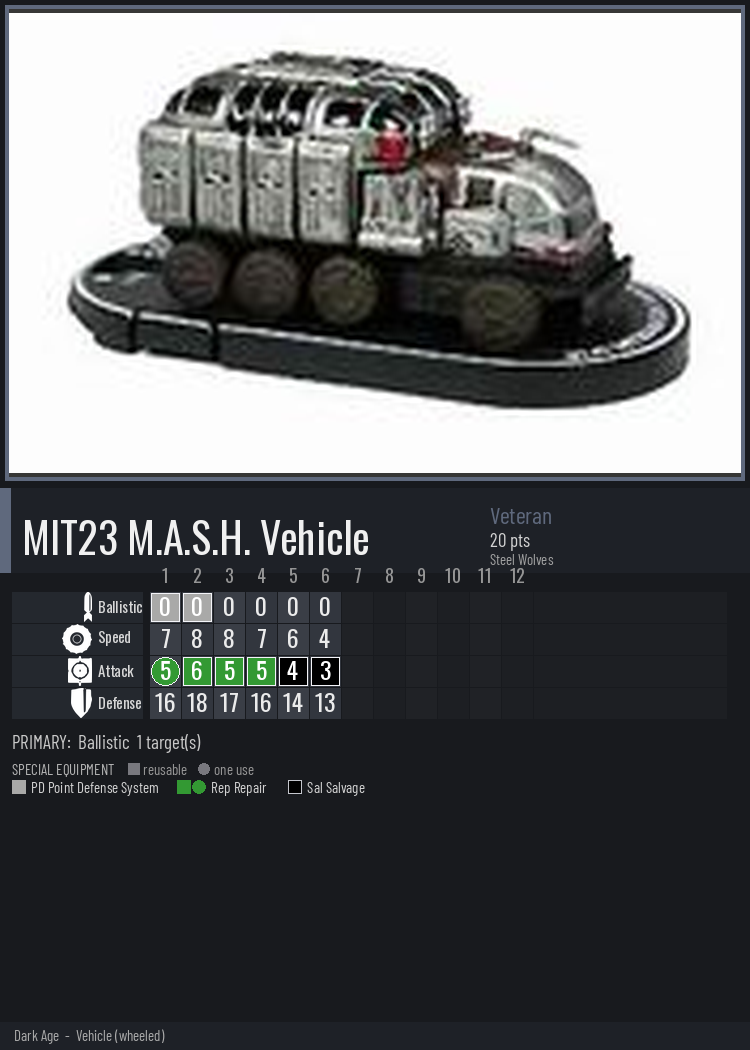 MIT23 M.A.S.H. Vehicle
Veteran
20 pts
Steel Wolves
1 2 3 4 5 6 7 8 9 10 11 12
Ballistic 0 0 0 0 0 0
Speed 7 8 8 7 6 4
Attack 5 6 5 5 4 3
Defense 16 18 17 16 14 13
PRIMARY: Ballistic 1 target(s)
SPECIAL EQUIPMENT reusable one use
PD Point Defense System Rep Repair Sal Salvage
Dark Age - Vehicle (wheeled)